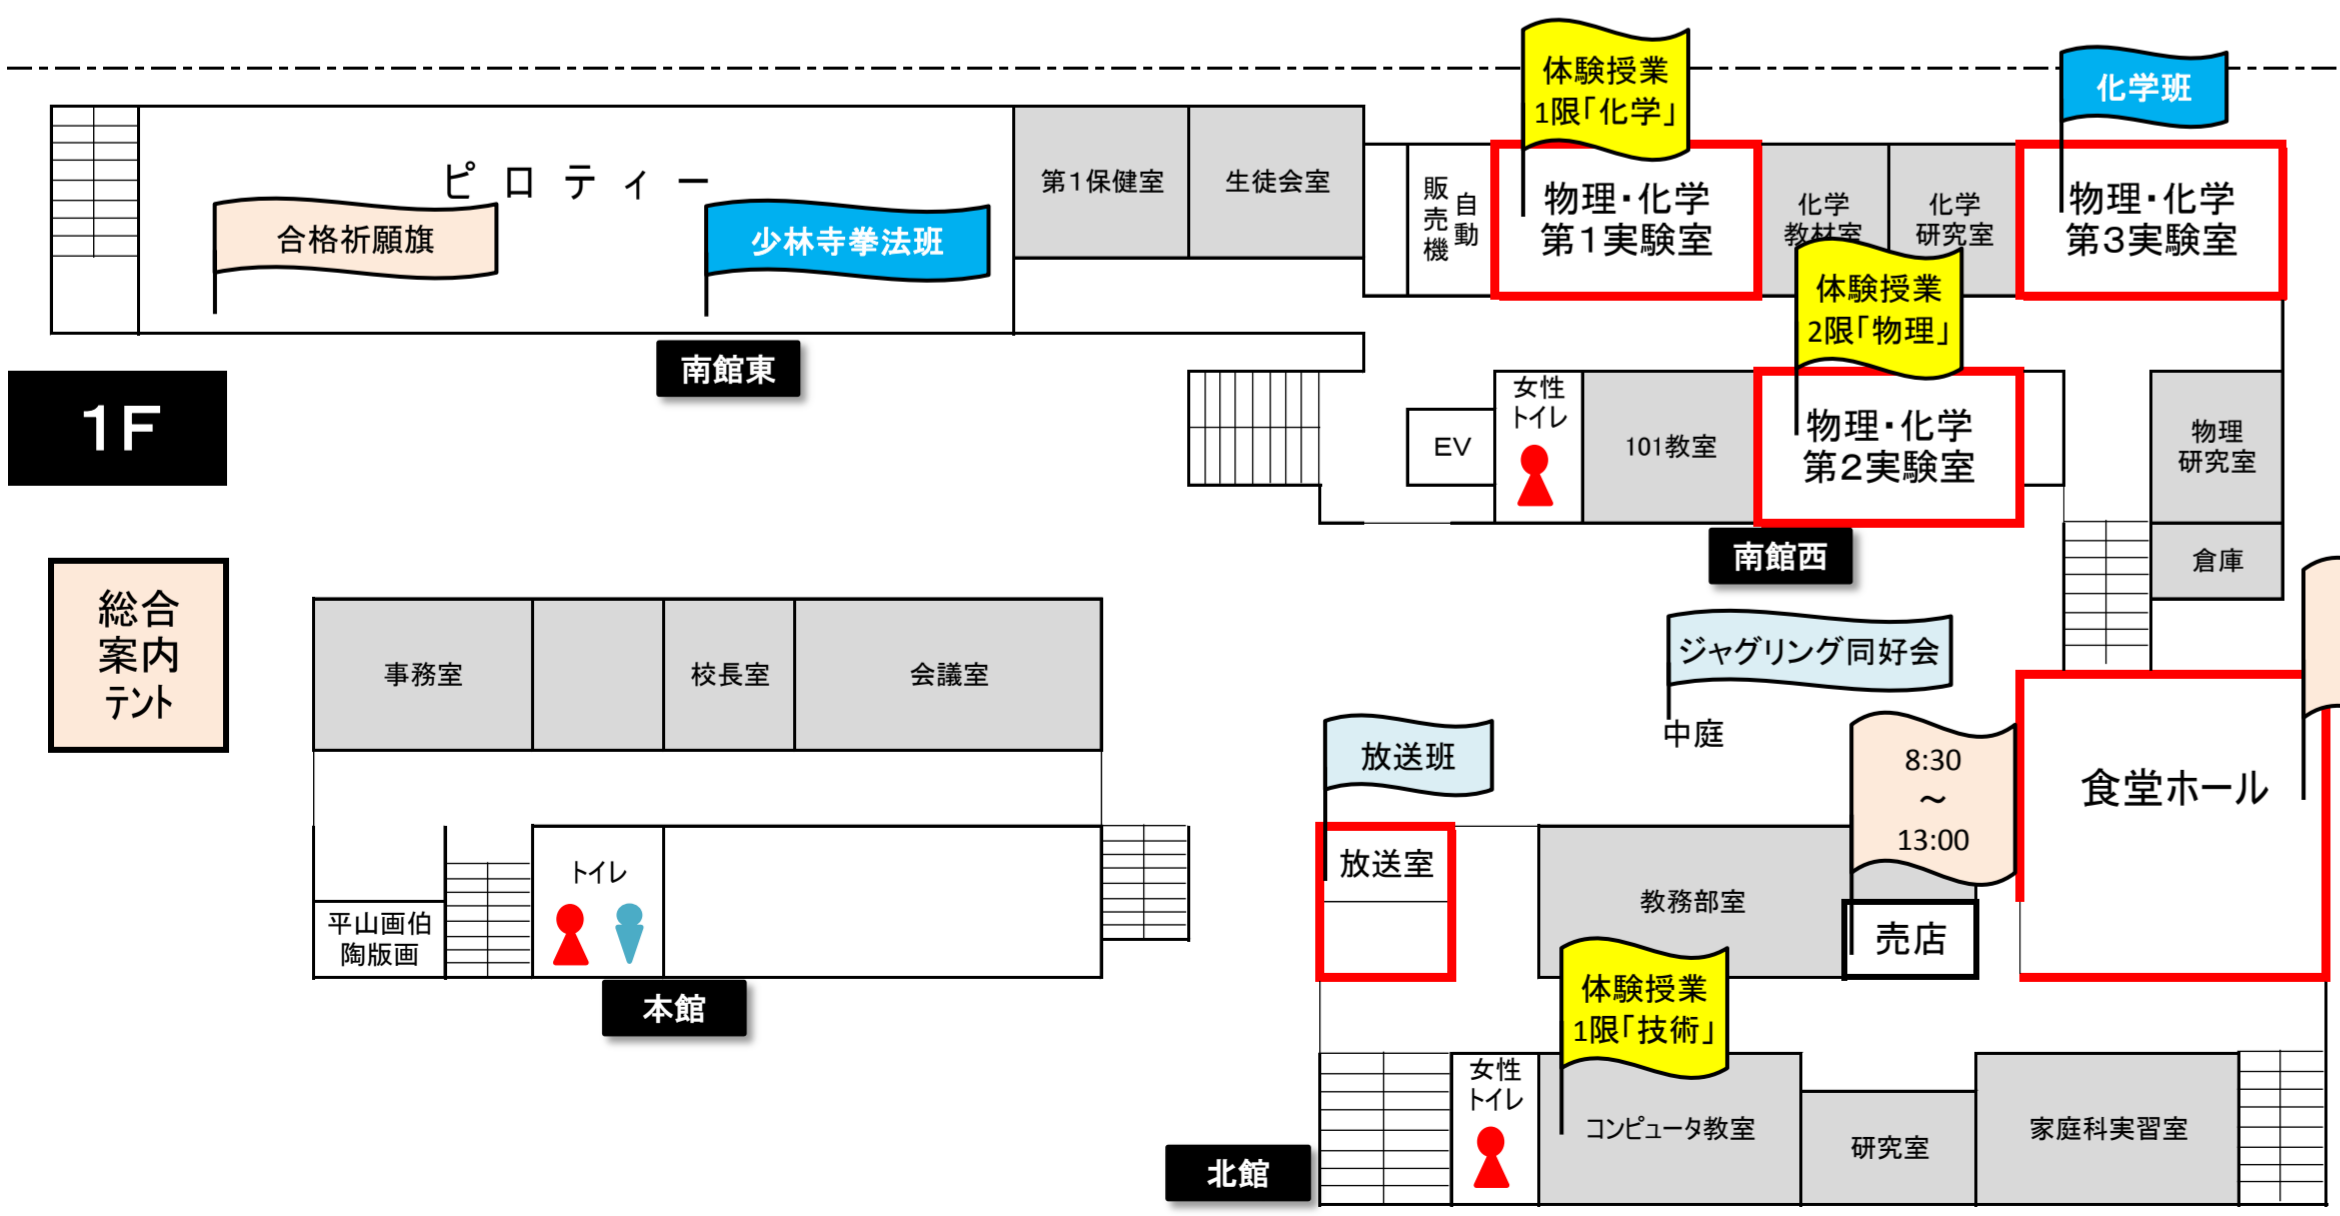 体験授業
1限「化学」
化学班
ピロティー
合格祈願旗
少林寺拳法班
第1保健室
生徒会室
自動
販売機
物理・化学
第1実験室
化学
教材室
化学
研究室
物理・化学
第3実験室
体験授業
2限「物理」
南館東
1F
EV
女性
トイレ
101教室
物理・化学
第2実験室
物理
研究室
南館西
倉庫
総合
案内
テント
事務室
校長室
会議室
ジャグリング同好会
中庭
放送班
8:30
～
13:00
食堂ホール
トイレ
放送室
教務部室
売店
平山画伯
陶版画
本館
体験授業
1限「技術」
女性
トイレ
コンピュータ教室
研究室
家庭科実習室
北館